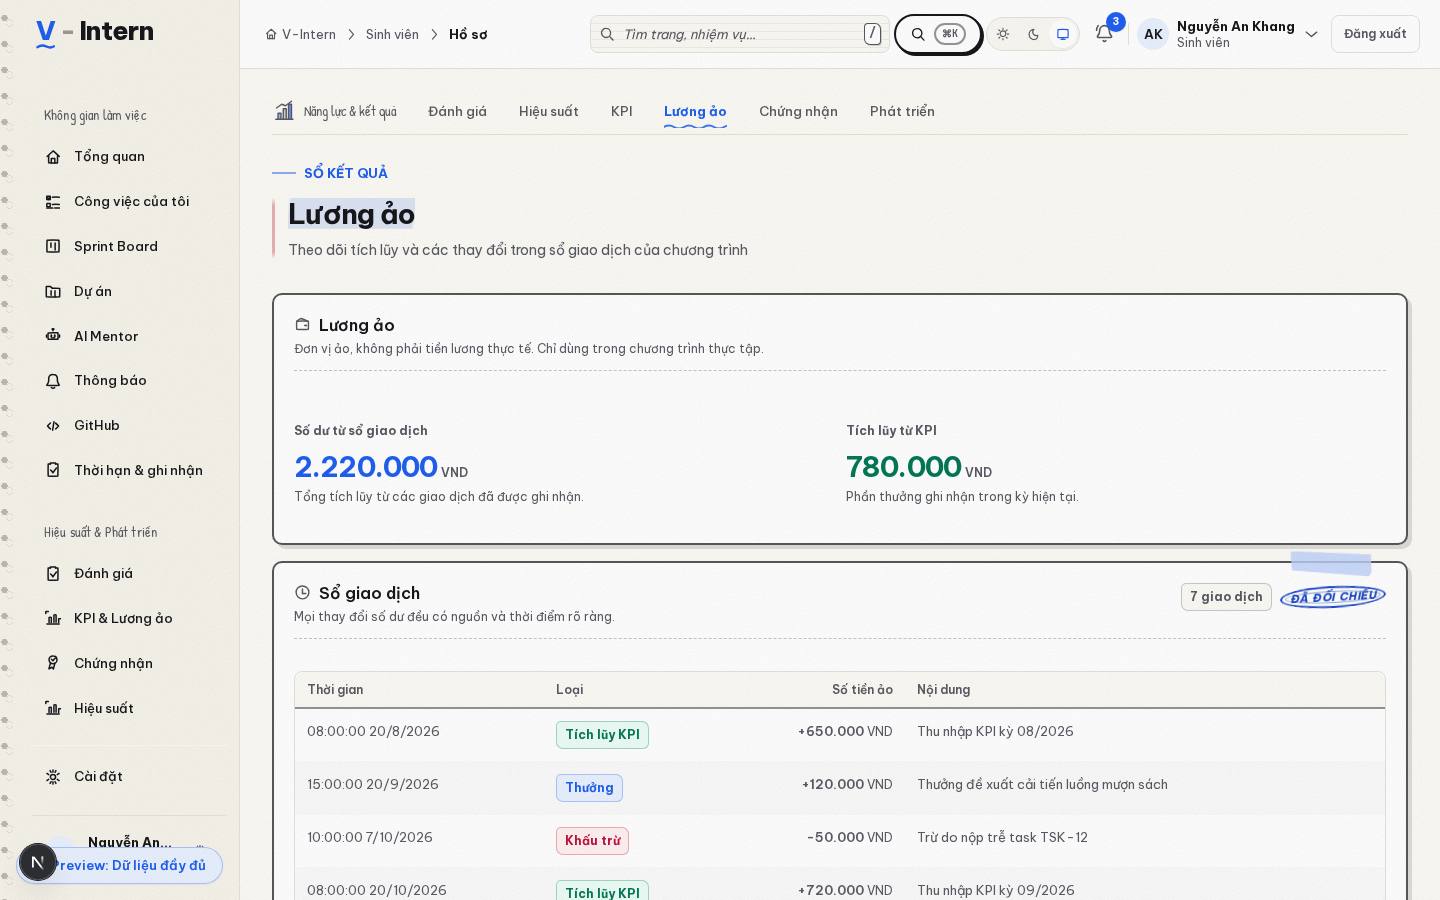 V - Intern
Không gian làm việc
Tổng quan
Công việc của tôi
Sprint Board
Dự án
AI Mentor
Thông báo
GitHub
Thời hạn & ghi nhận
Hiệu suất & Phát triển
Đánh giá
KPI & Lương ảo
Chứng nhận
Hiệu suất
Cài đặt
Nguyễn An...
Preview: Dữ liệu đầy đủ
V-Intern > Sinh viên > Hồ sơ
Tìm trang, nhiệm vụ... /
⌘K
3
AK
Nguyễn An Khang
Sinh viên
Đăng xuất
Năng lực & kết quả Đánh giá Hiệu suất KPI Lương ảo Chứng nhận Phát triển
SỔ KẾT QUẢ
Lương ảo
Theo dõi tích lũy và các thay đổi trong sổ giao dịch của chương trình
Lương ảo
Đơn vị ảo, không phải tiền lương thực tế. Chỉ dùng trong chương trình thực tập.
Số dư từ sổ giao dịch
2.220.000 VND
Tổng tích lũy từ các giao dịch đã được ghi nhận.
Tích lũy từ KPI
780.000 VND
Phần thưởng ghi nhận trong kỳ hiện tại.
Sổ giao dịch
Mọi thay đổi số dư đều có nguồn và thời điểm rõ ràng.
7 giao dịch
ĐÃ ĐỐI CHIẾU
Thời gian Loại Số tiền ảo Nội dung
08:00:00 20/8/2026 Tích lũy KPI +650.000 VND Thu nhập KPI kỳ 08/2026
15:00:00 20/9/2026 Thưởng +120.000 VND Thưởng đề xuất cải tiến luồng mượn sách
10:00:00 7/10/2026 Khấu trừ -50.000 VND Trừ do nộp trễ task TSK-12
08:00:00 20/10/2026 Tích lũy KPI +720.000 VND Thu nhập KPI kỳ 09/2026